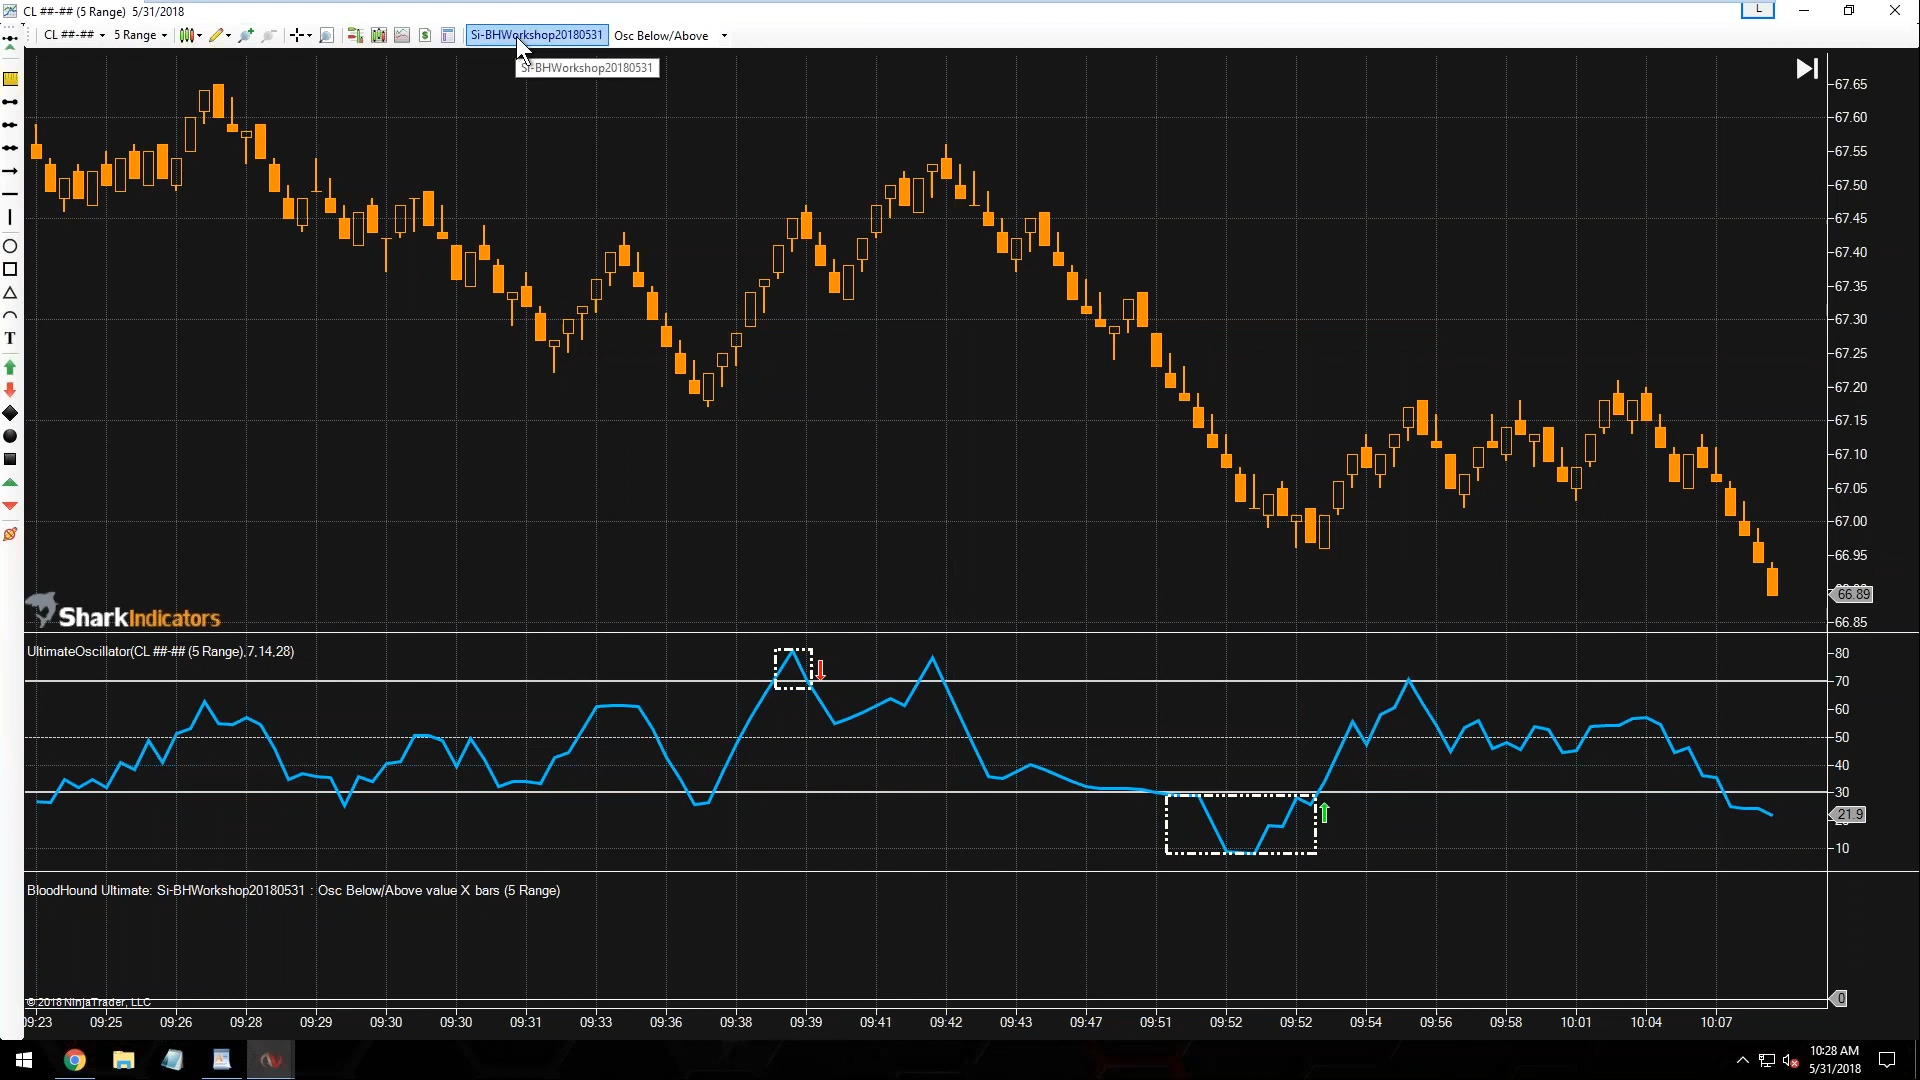 CL ##-## (5 Range)  5/31/2018
L
CL ##-## 5 Range Si-BHWorkshop20180531 Osc Below/Above
Si-BHWorkshop20180531
67.65
67.60
67.55
67.50
67.45
67.40
67.35
67.30
67.25
67.20
67.15
67.10
67.05
67.00
66.95
66.89
66.85
SharkIndicators
UltimateOscillator(CL ##-## (5 Range),7,14,28)
80
70
60
50
40
30
21.9
10
BloodHound Ultimate: Si-BHWorkshop20180531 : Osc Below/Above value X bars (5 Range)
0
© 2018 NinjaTrader, LLC
09:23 09:25 09:26 09:28 09:29 09:30 09:30 09:31 09:33 09:36 09:38 09:39 09:41 09:42 09:43 09:47 09:51 09:52 09:52 09:54 09:56 09:58 10:01 10:04 10:07
T
10:28 AM
5/31/2018